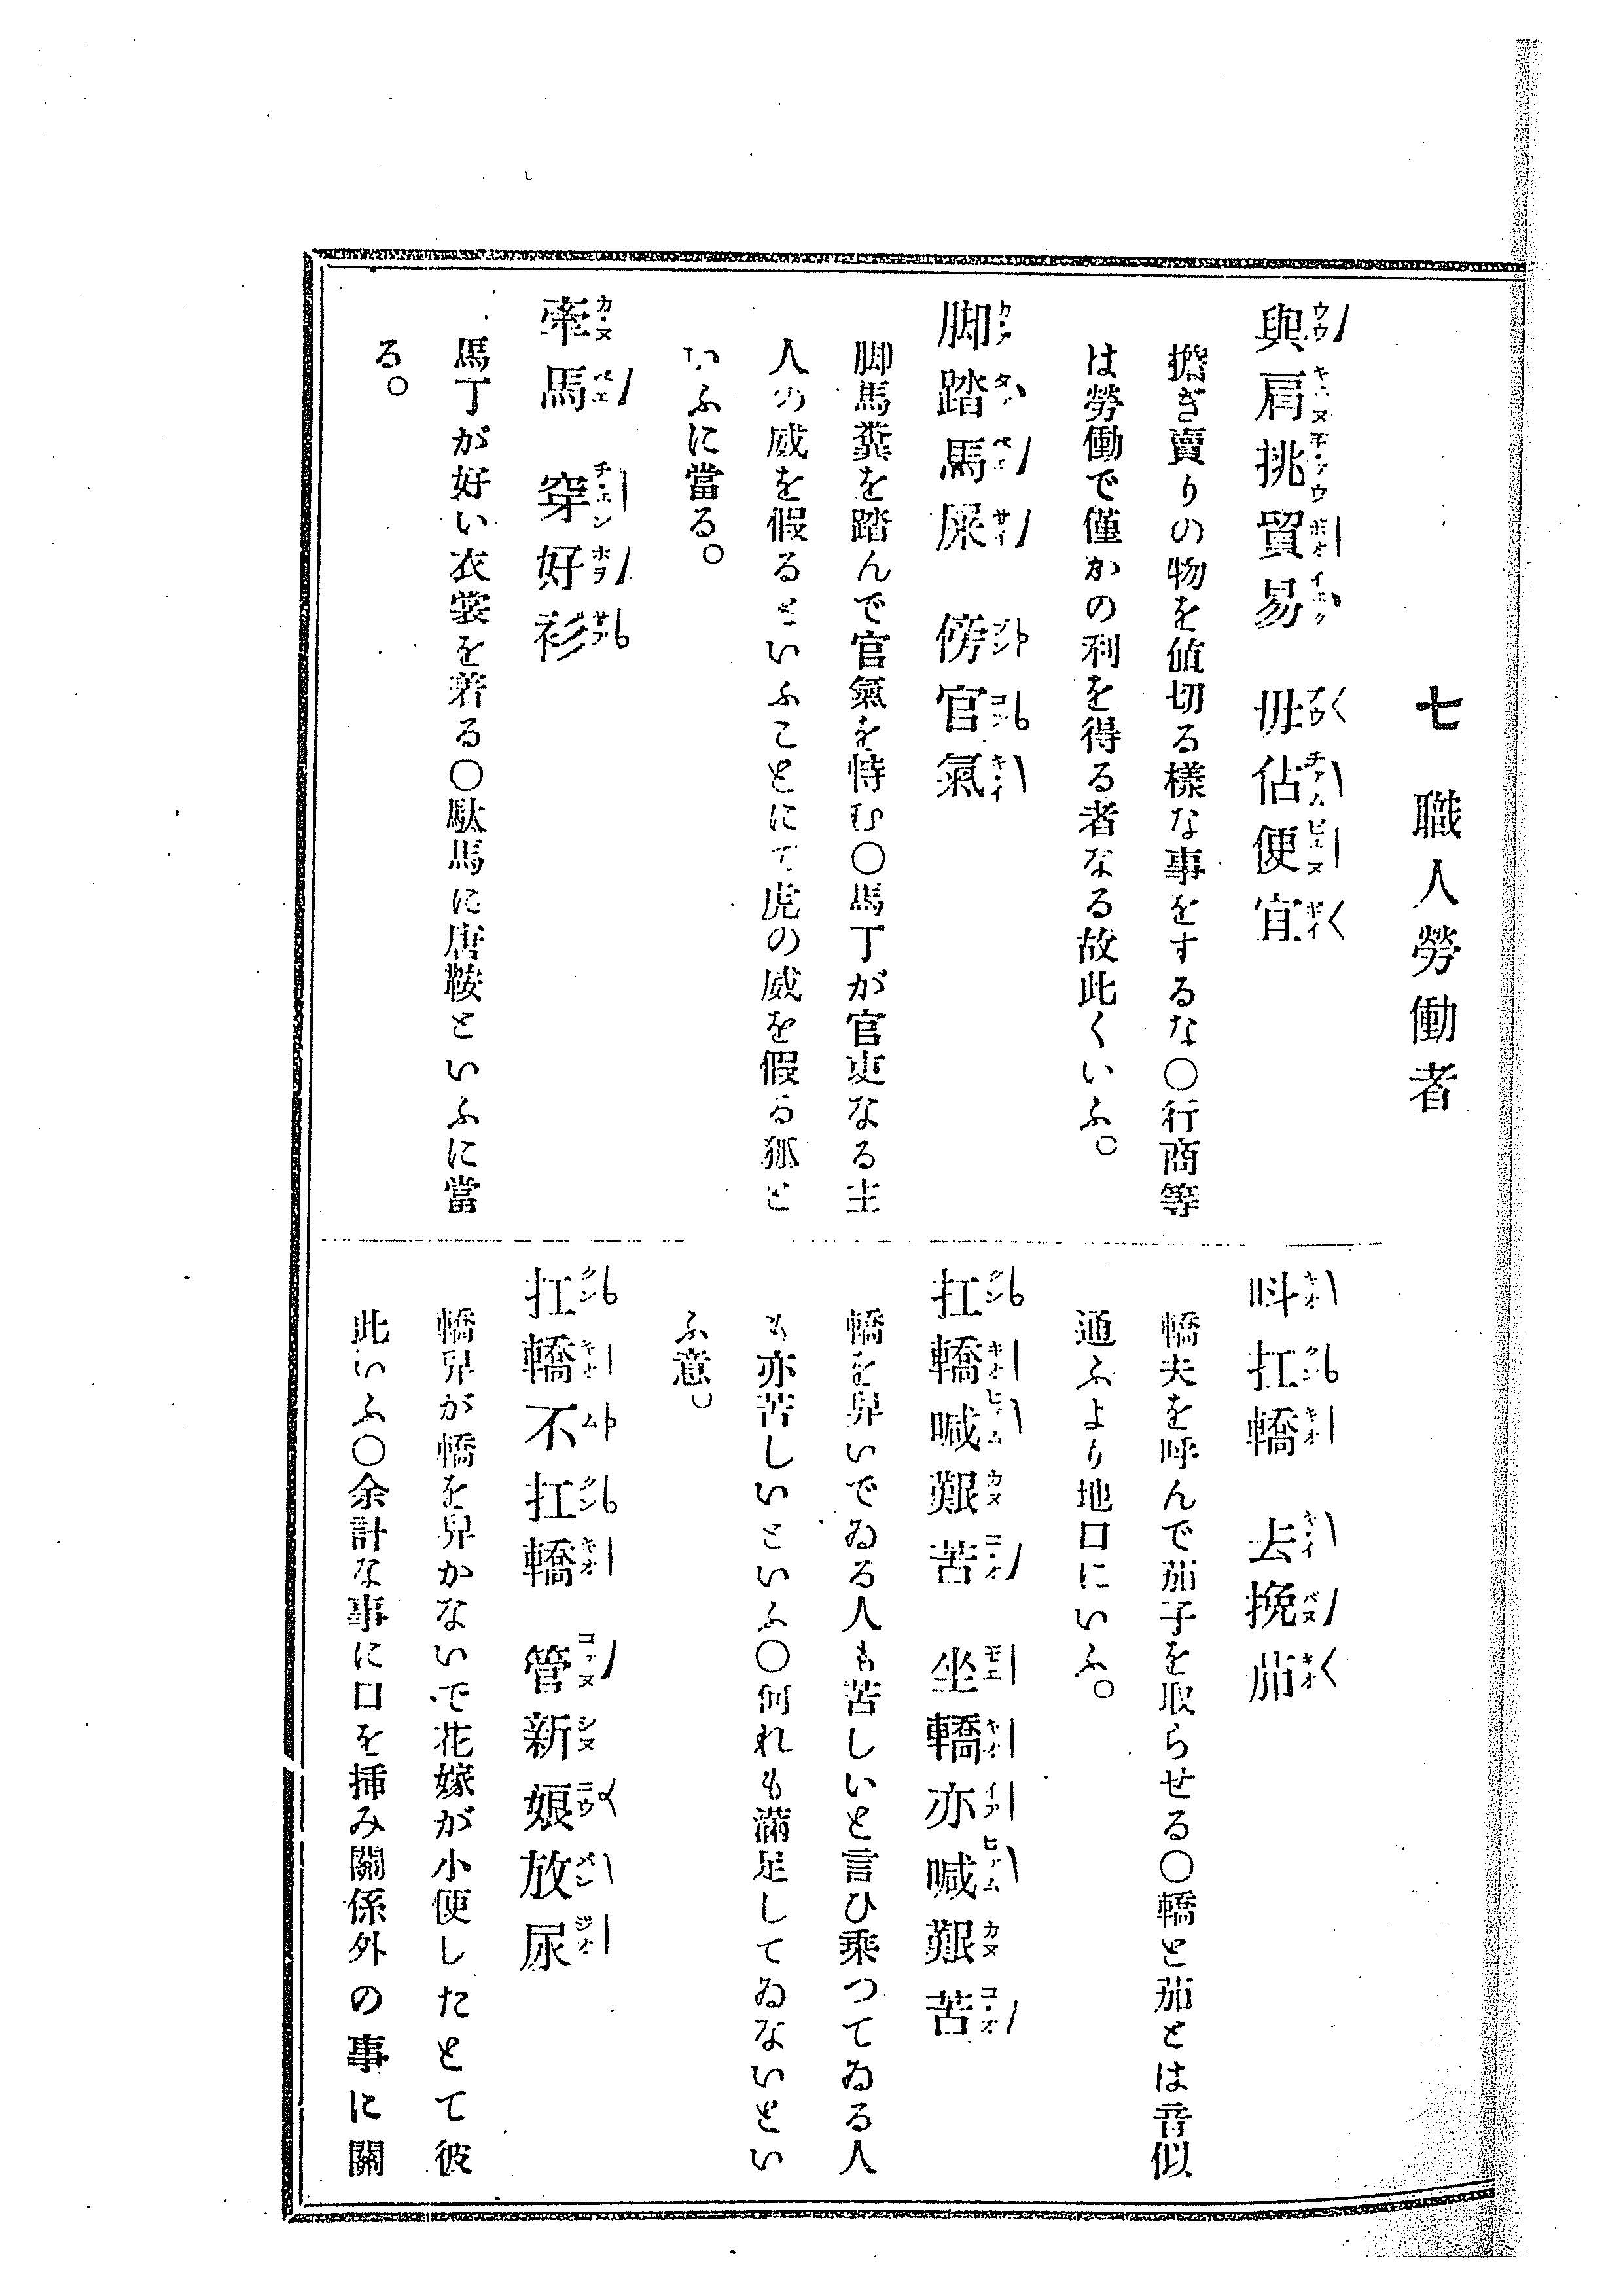 七　職人勞働者
與肩挑貿易　毋佔便宜
擔ぎ賣りの物を値切る樣な事をするな〇行商等
は勞働で僅かの利を得る者なる故此くいふ。
脚踏馬屎　傍官氣
脚馬糞を踏んで官氣を恃む〇馬丁が官吏なる主
人の威を假るといふことにて虎の威を假る狐と
いふに當る。
牽馬　穿好衫
馬丁が好い衣裳を着る〇駄馬に唐鞍といふに當
る。
呌扛轎　去挽茄
轎夫を呼んで茄子を取らせる〇轎と茄とは音似
通ふより地口にいふ。
扛轎喊艱苦　坐轎亦喊艱苦
轎を舁いでゐる人も苦しいと言ひ乘つてゐる人
も亦苦しいといふ〇何れも滿足してゐないとい
ふ意。
扛轎不扛轎　管新娘放尿
轎舁が轎を舁かないで花嫁が小便したとて彼
此いふ〇余計な事に口を挿み關係外の事に關